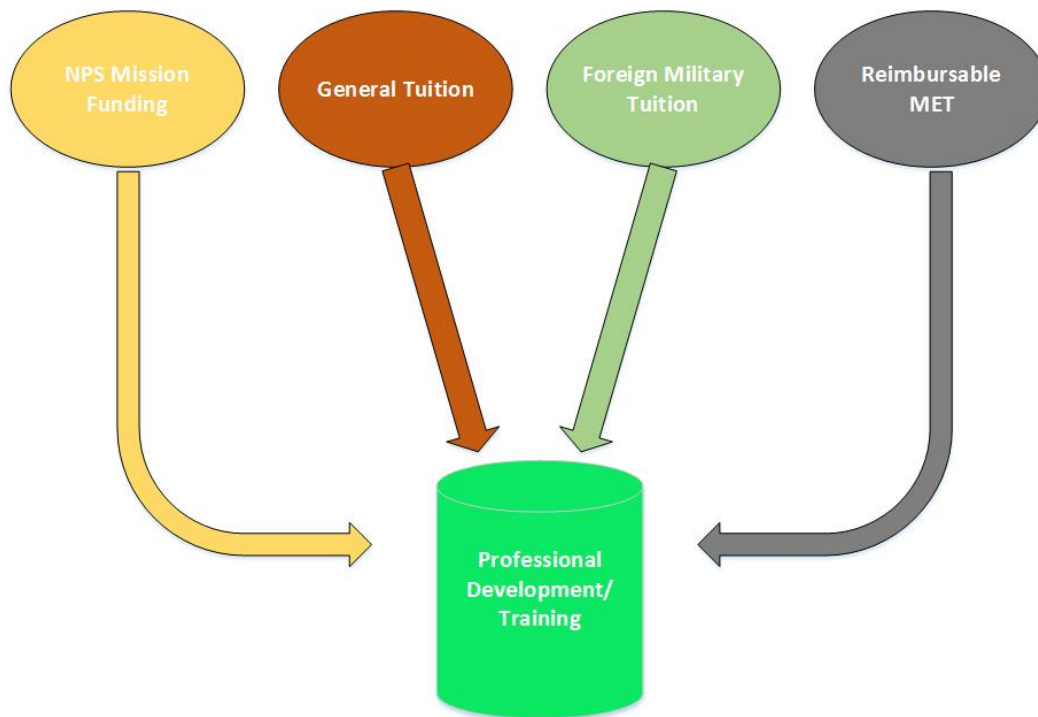 NPS Mission
Funding
General Tuition
Foreign Military
Tuition
Reimbursable
MET
Professional
Development/
Training